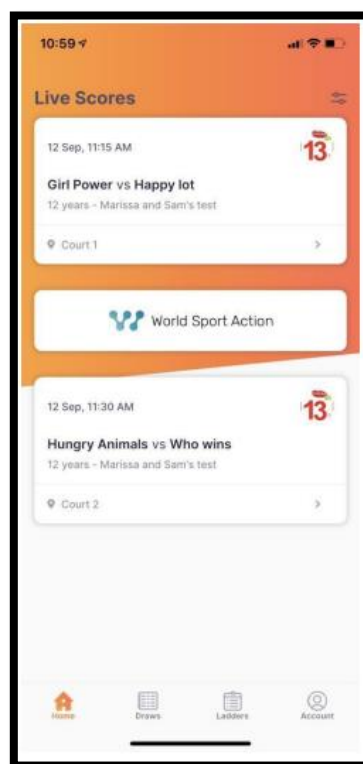 10:59
Live Scores
12 Sep, 11:15 AM
13
Girl Power vs Happy lot
12 years - Marissa and Sam's test
Court 1
World Sport Action
12 Sep, 11:30 AM
13
Hungry Animals vs Who wins
12 years - Marissa and Sam's test
Court 2
Home Draws Ladders Account